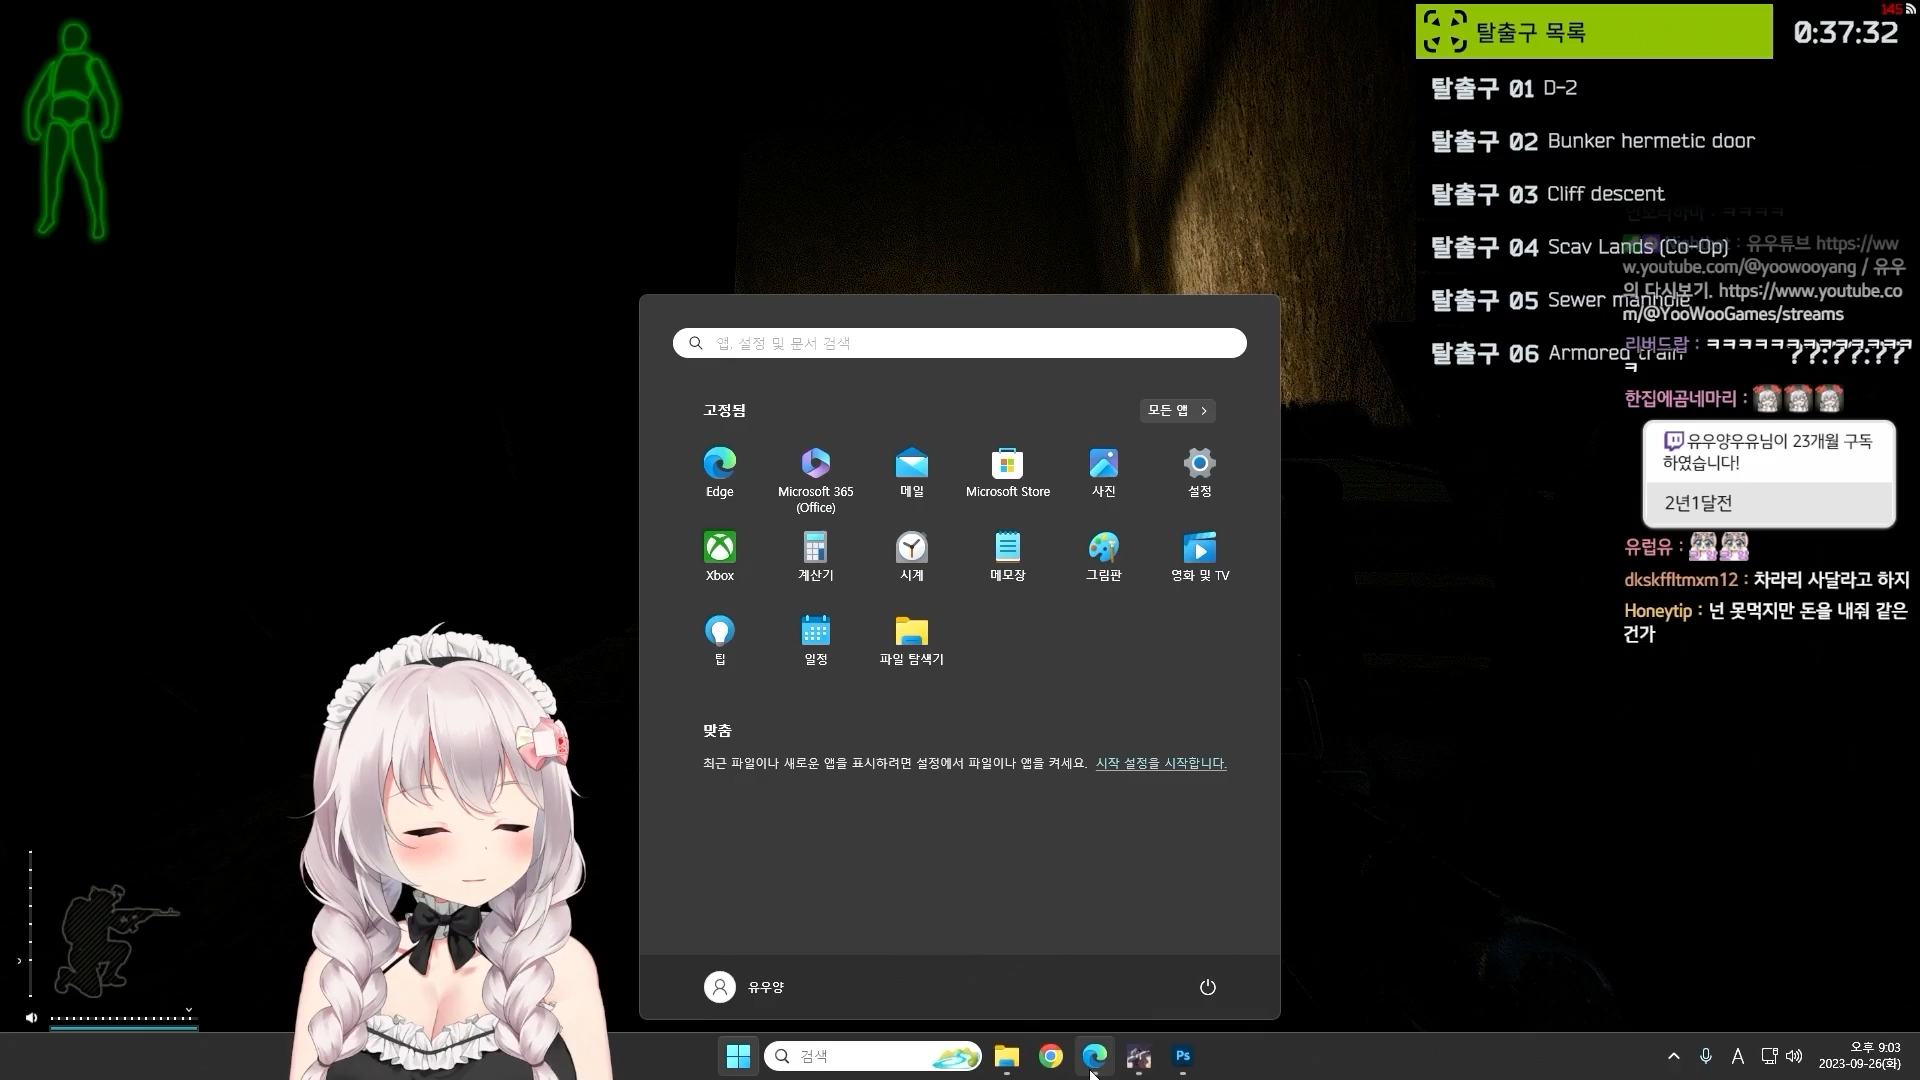 145
탈출구 목록
0:37:32
탈출구 01 D-2
탈출구 02 Bunker hermetic door
탈출구 03 Cliff descent
탈출구 04 Scav Lands (Co-Op)
탈출구 05 Sewer manhole
탈출구 06 Armored train
??:??:??
: 유우튜브 https://ww
w.youtube.com/@yoowooyang / 유우
의 다시보기. https://www.youtube.co
m/@YooWooGames/streams
리버드랍 : ㅋㅋㅋㅋㅋㅋㅋㅋㅋㅋㅋㅋㅋ
ㅋ
한집에곰네마리 :
유우양우유님이 23개월 구독
하였습니다!
2년1달전
유럽유 :
dkskffltmxm12 : 차라리 사달라고 하지
Honeytip : 넌 못먹지만 돈을 내줘 같은
건가
앱, 설정 및 문서 검색
고정됨
모든 앱
Edge
Microsoft 365
(Office)
메일
Microsoft Store
사진
설정
Xbox
계산기
시계
메모장
그림판
영화 및 TV
팁
일정
파일 탐색기
맞춤
최근 파일이나 새로운 앱을 표시하려면 설정에서 파일이나 앱을 켜세요. 시작 설정을 시작합니다.
유우양
검색
Ps
A
오후 9:03
2023-09-26(화)